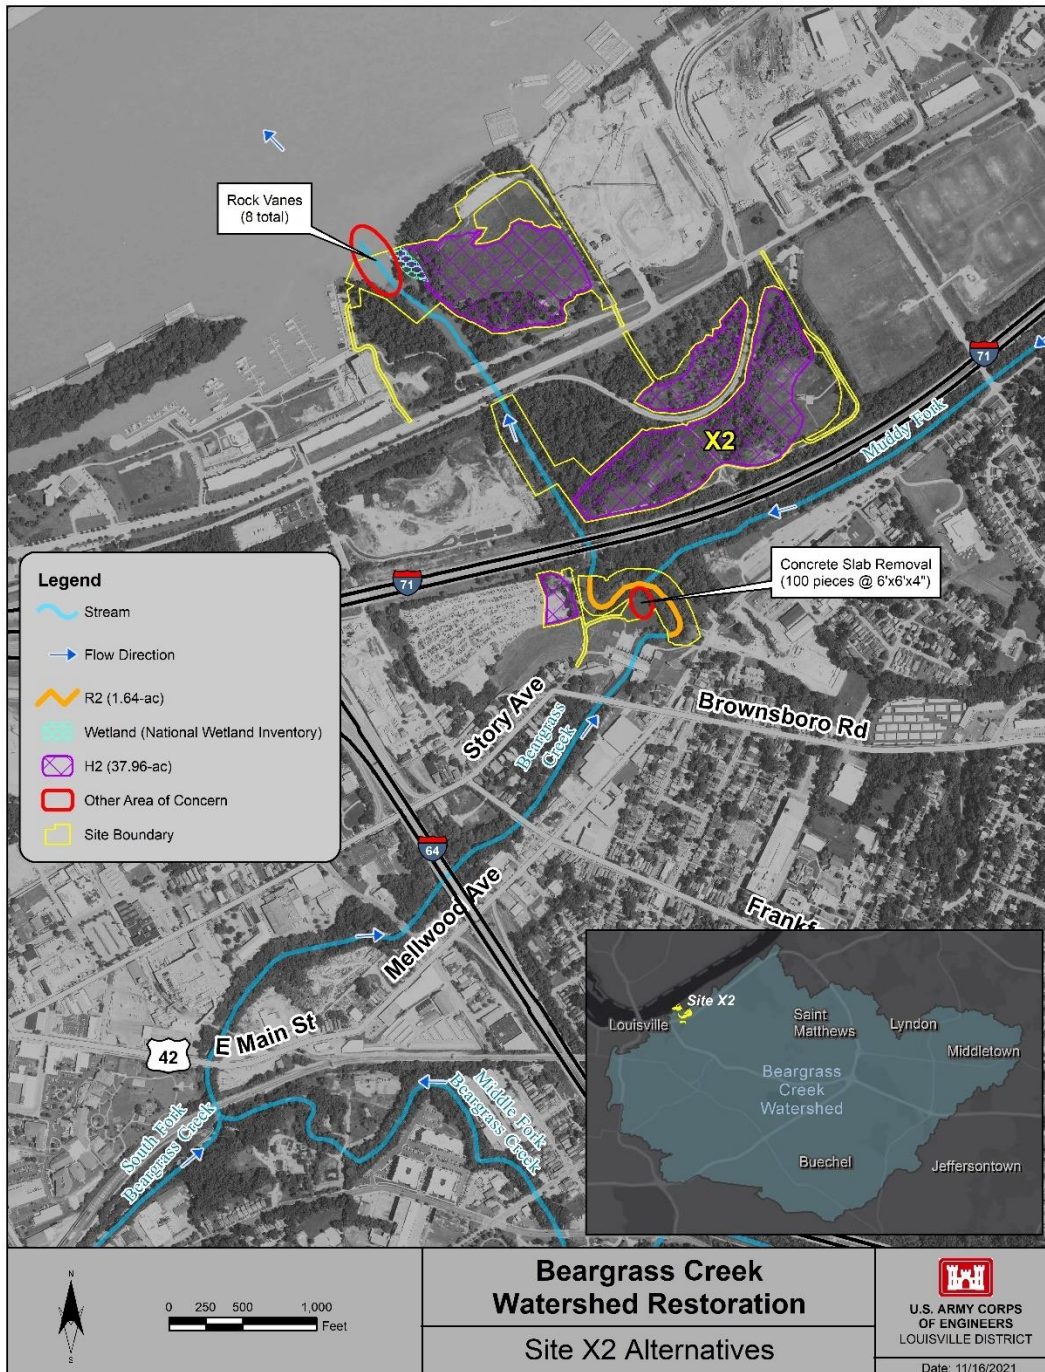 Rock Vanes
(8 total)
71
Muddy Fork
X2
Concrete Slab Removal
(100 pieces @ 6'x6'x4")
71
Legend
Stream
Flow Direction
R2 (1.64-ac)
Wetland (National Wetland Inventory)
H2 (37.96-ac)
Other Area of Concern
Site Boundary
Story Ave
Beargrass
Creek
Brownsboro Rd
64
Mellwood Ave
Frankf
E Main St
42
South Fork
Beargrass Creek
Middle Fork
Beargrass Creek
Site X2
Louisville
Saint
Matthews
Lyndon
Middletown
Beargrass
Creek
Watershed
Buechel
Jeffersontown
N
S
0 250 500 1,000
Feet
Beargrass Creek
Watershed Restoration
Site X2 Alternatives
U.S. ARMY CORPS
OF ENGINEERS
LOUISVILLE DISTRICT
Date: 11/16/2021